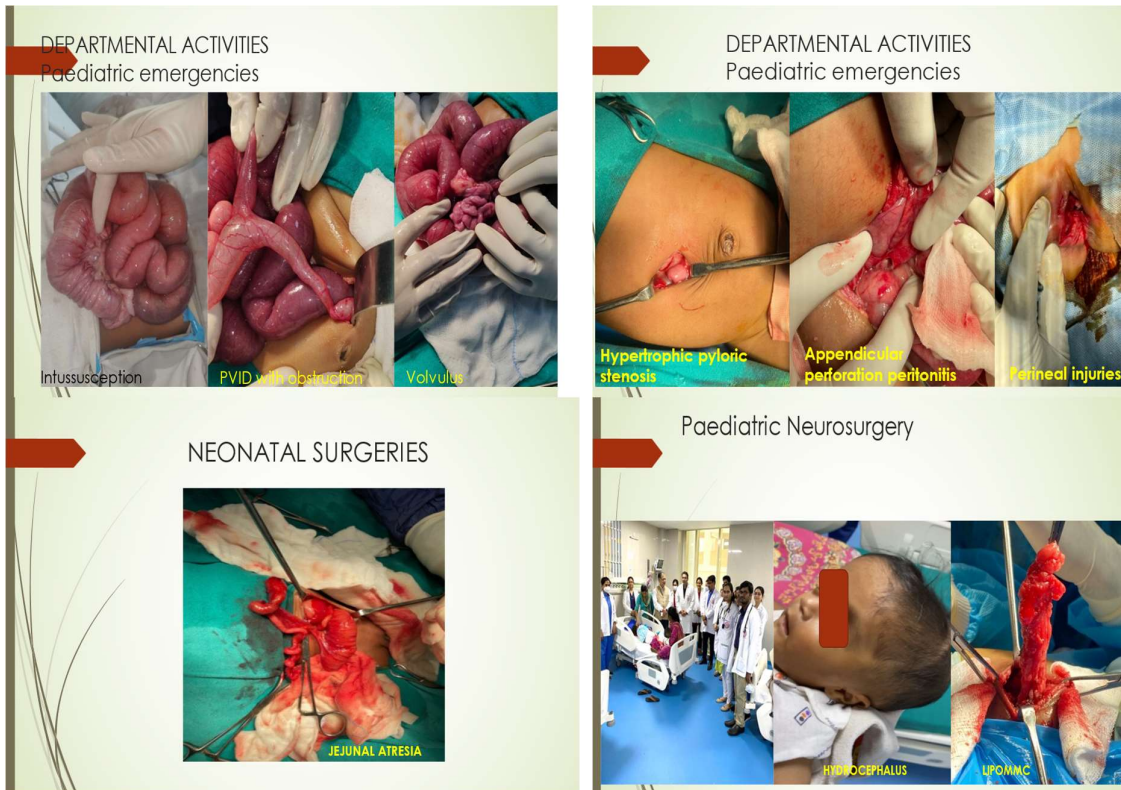 DEPARTMENTAL ACTIVITIES
Paediatric emergencies
Intussusception
PVID with obstruction
Volvulus
DEPARTMENTAL ACTIVITIES
Paediatric emergencies
Hypertrophic pyloric
stenosis
Appendicular
perforation peritonitis
Perineal injuries
NEONATAL SURGERIES
JEJUNAL ATRESIA
Paediatric Neurosurgery
HYDROCEPHALUS
LIPOMMC